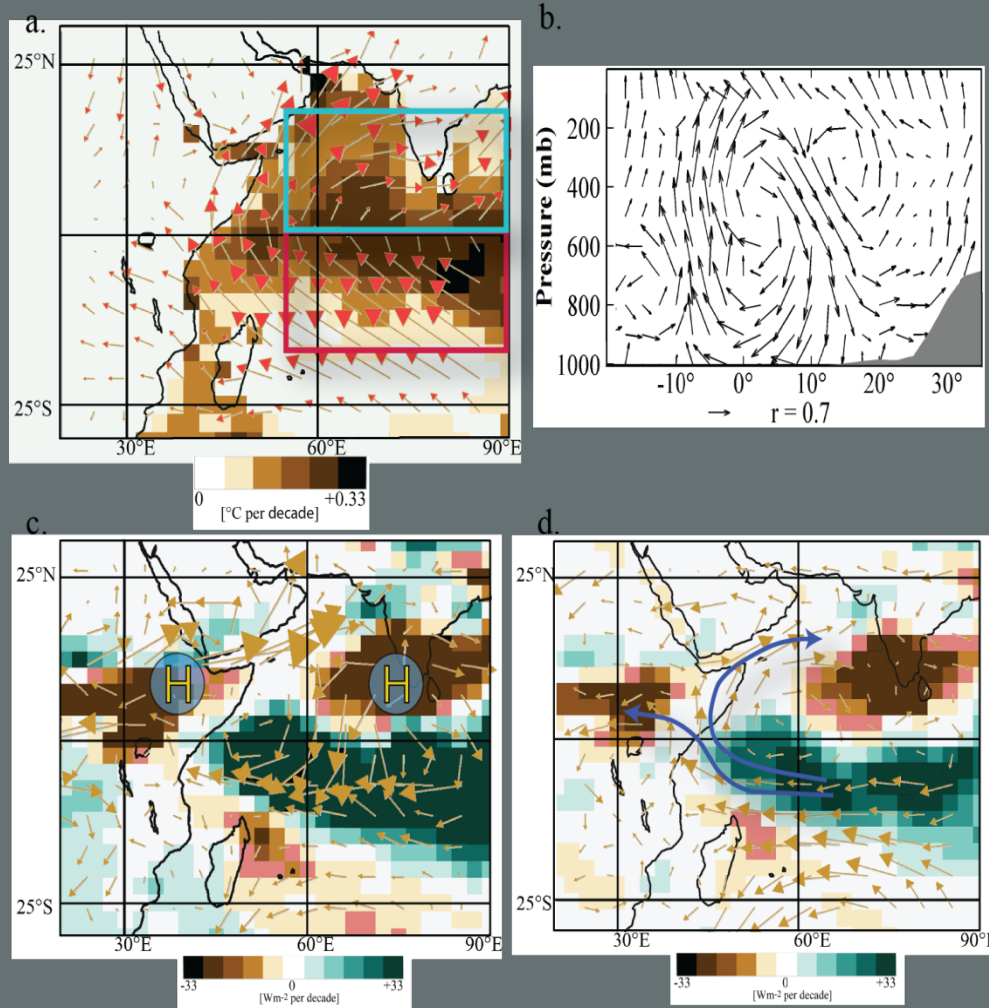 a.
25°N
25°S
30°E
60°E
90°E
0
+0.33
[°C per decade]
b.
Pressure (mb)
200
400
600
800
1000
-10°
0°
10°
20°
30°
r = 0.7
c.
25°N
H
H
25°S
30°E
60°E
90°E
-33
0
+33
[Wm-2 per decade]
d.
25°N
25°S
30°E
60°E
90°E
-33
0
+33
[Wm-2 per decade]